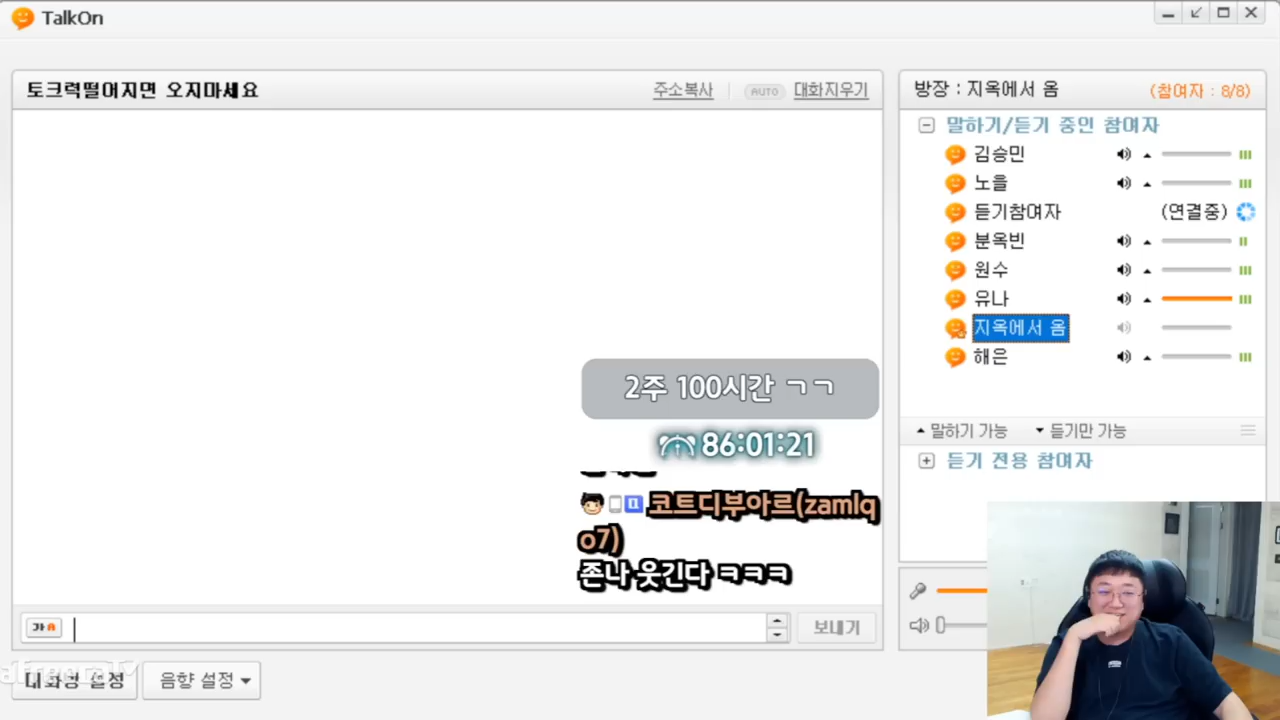 TalkOn
토크력떨어지면 오지마세요
주소복사
AUTO
대화지우기
방장 : 지옥에서 옴
(참여자 : 8/8)
말하기/듣기 중인 참여자
김승민
노을
듣기참여자
(연결중)
분옥빈
원수
유나
지옥에서 옴
해은
말하기 가능
듣기만 가능
듣기 전용 참여자
2주 100시간 ㄱㄱ
86:01:21
코트디부아르(zamlq
o7)
존나 웃긴다 ㅋㅋㅋ
가a
보내기
afreecaTV
대화창 설정
음향 설정